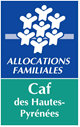 ALLOCATIONS
FAMILIALES
Caf
des Hautes-
Pyrénées